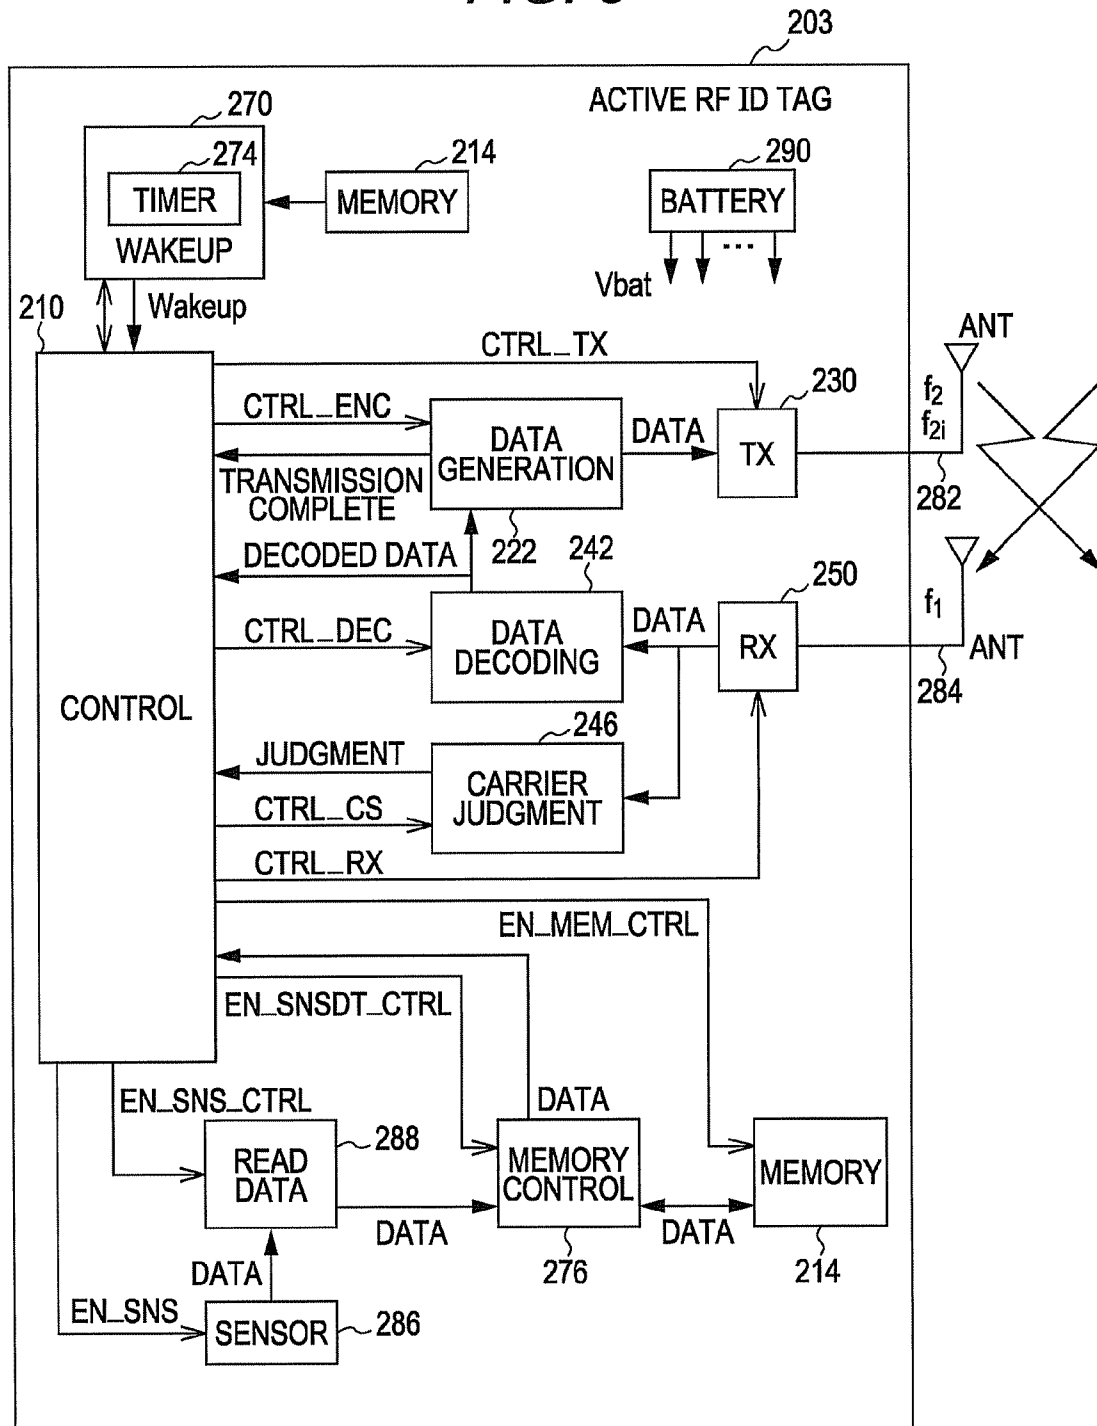 203
ACTIVE RF ID TAG
270
274
TIMER
WAKEUP
214
MEMORY
290
BATTERY
...
Vbat
210
Wakeup
CONTROL
CTRL_TX
ANT
230
TX
f2
f2i
282
CTRL_ENC
DATA
GENERATION
DATA
TRANSMISSION
COMPLETE
222
DECODED DATA
242
250
f1
ANT
284
CTRL_DEC
DATA
DECODING
DATA
RX
246
JUDGMENT
CARRIER
JUDGMENT
CTRL_CS
CTRL_RX
EN_MEM_CTRL
EN_SNSDT_CTRL
EN_SNS_CTRL
DATA
288
READ
DATA
DATA
MEMORY
CONTROL
276
DATA
MEMORY
214
DATA
EN_SNS
SENSOR
286